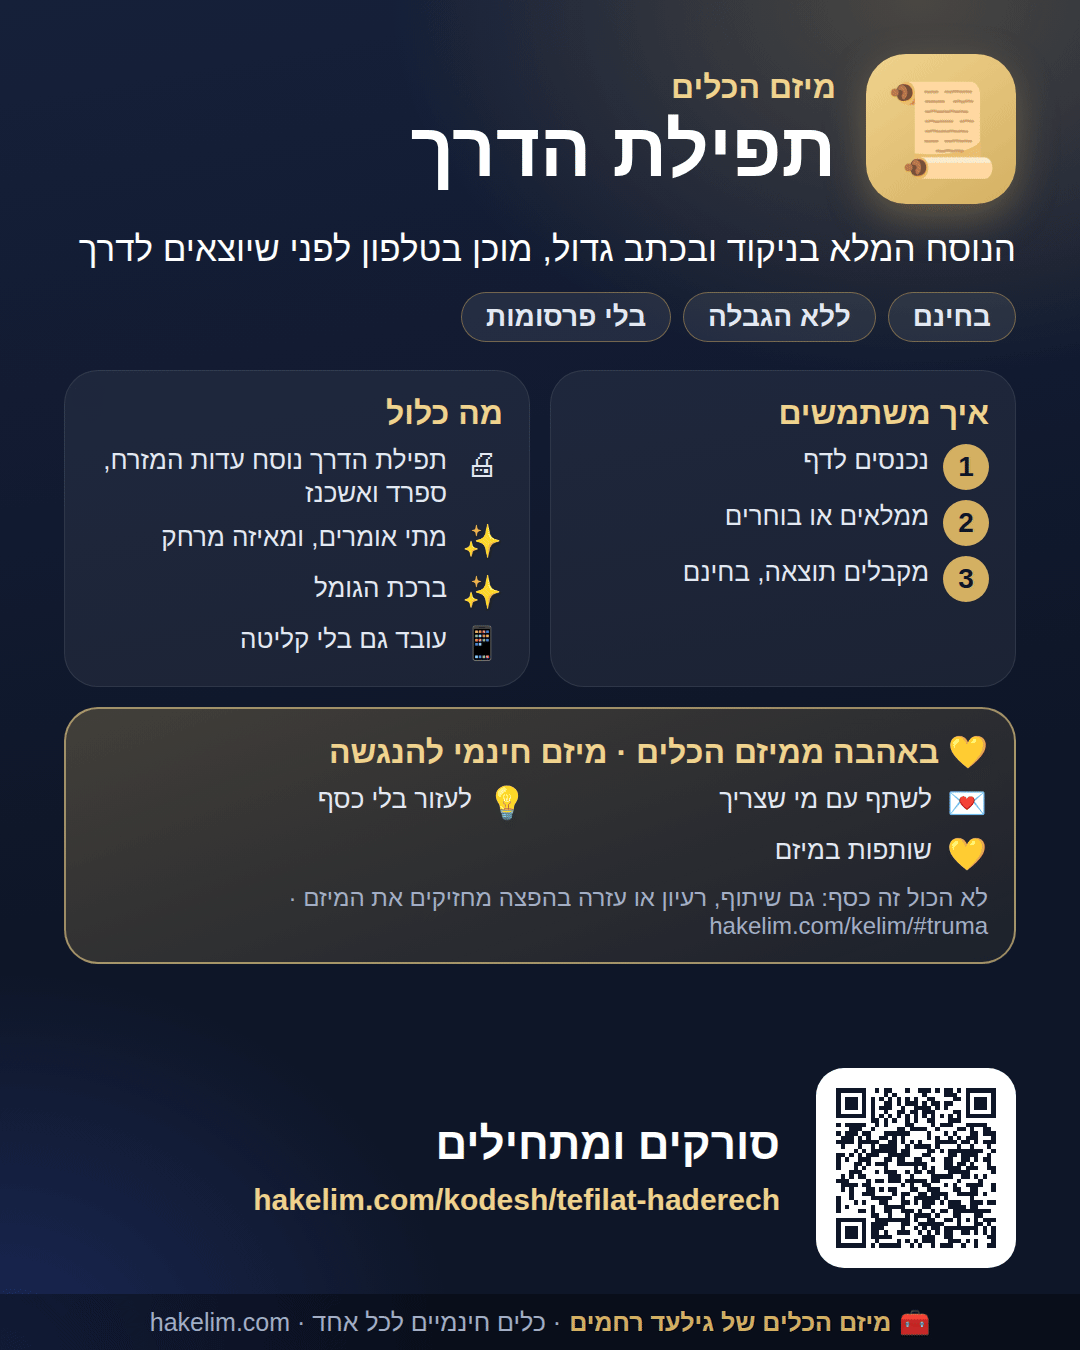 מיזם הכלים
תפילת הדרך
הנוסח המלא בניקוד ובכתב גדול, מוכן בטלפון לפני שיוצאים לדרך
בחינם
ללא הגבלה
בלי פרסומות
איך משתמשים
1 נכנסים לדף
2 ממלאים או בוחרים
3 מקבלים תוצאה, בחינם
מה כלול
תפילת הדרך נוסח עדות המזרח,
ספרד ואשכנז
מתי אומרים, ומאיזה מרחק
ברכת הגומל
עובד גם בלי קליטה
באהבה ממיזם הכלים · מיזם חינמי להנגשה
לשתף עם מי שצריך
לעזור בלי כסף
שותפות במיזם
לא הכול זה כסף: גם שיתוף, רעיון או עזרה בהפצה מחזיקים את המיזם ·
hakelim.com/kelim/#truma
סורקים ומתחילים
hakelim.com/kodesh/tefilat-haderech
מיזם הכלים של גילעד רחמים · כלים חינמיים לכל אחד · hakelim.com